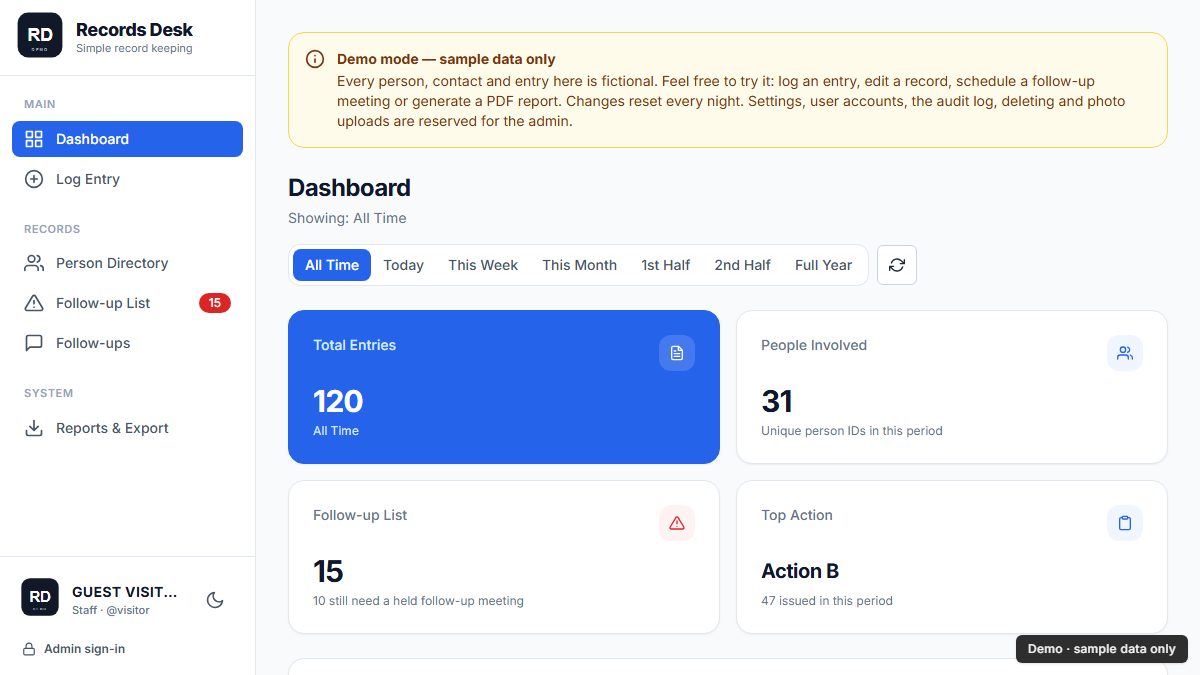 RD
DEMO
Records Desk
Simple record keeping
MAIN
Dashboard
Log Entry
RECORDS
Person Directory
Follow-up List 15
Follow-ups
SYSTEM
Reports & Export
RD
DEMO
GUEST VISIT...
Staff · @visitor
Admin sign-in
Demo mode — sample data only
Every person, contact and entry here is fictional. Feel free to try it: log an entry, edit a record, schedule a follow-up
meeting or generate a PDF report. Changes reset every night. Settings, user accounts, the audit log, deleting and photo
uploads are reserved for the admin.
Dashboard
Showing: All Time
All Time Today This Week This Month 1st Half 2nd Half Full Year
Total Entries
120
All Time
People Involved
31
Unique person IDs in this period
Follow-up List
15
10 still need a held follow-up meeting
Top Action
Action B
47 issued in this period
Demo · sample data only